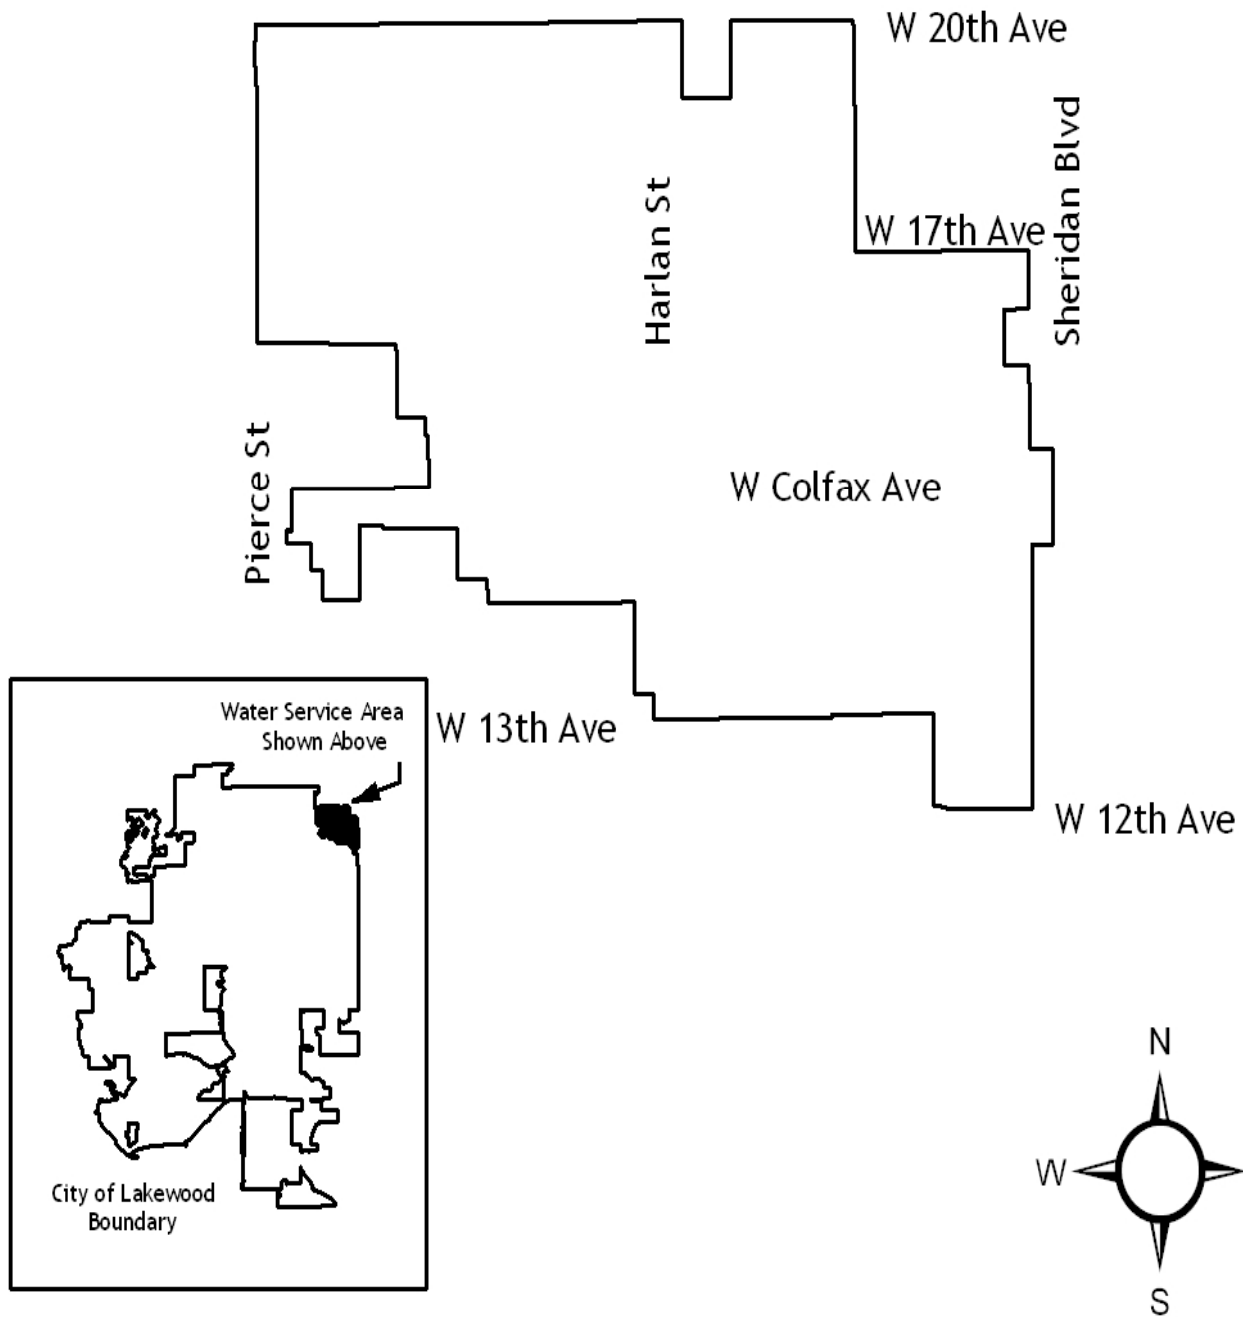 W 20th Ave
Sheridan Blvd
Harlan St
W 17th Ave
Pierce St
W Colfax Ave
Water Service Area
Shown Above
W 13th Ave
W 12th Ave
City of Lakewood
Boundary
N
W
S